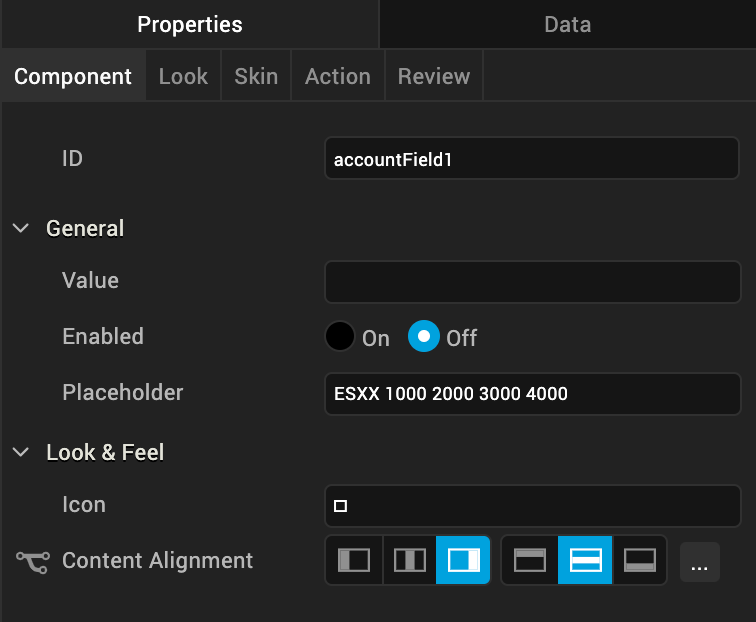 Properties Data
Component Look Skin Action Review
ID accountField1
General
Value
Enabled On Off
Placeholder ESXX 1000 2000 3000 4000
Look & Feel
Icon
Content Alignment ...